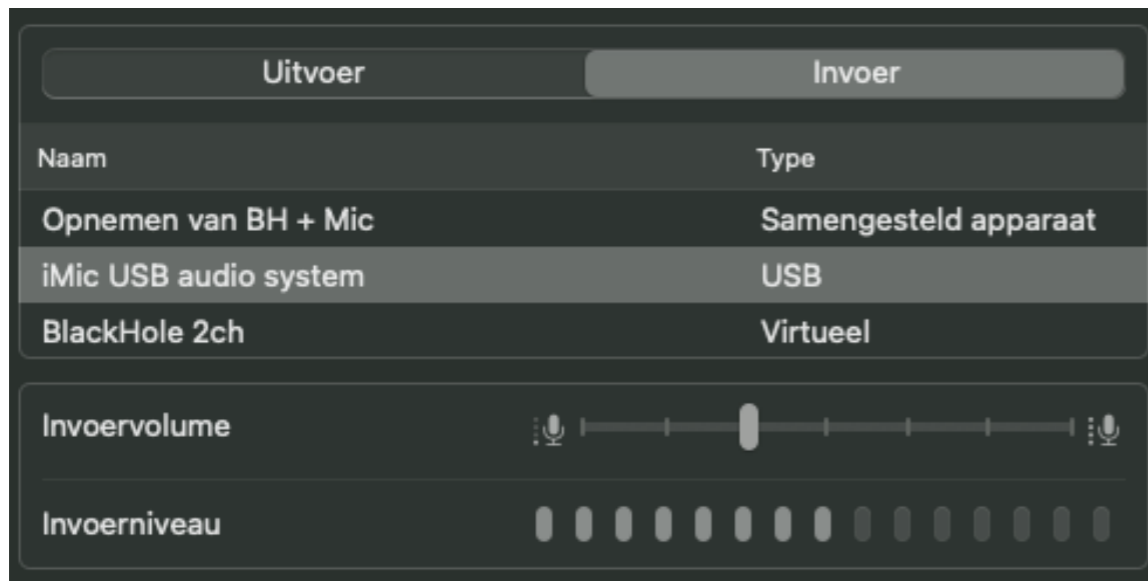 Uitvoer Invoer
Naam Type
Opnemen van BH + Mic Samengesteld apparaat
iMic USB audio system USB
BlackHole 2ch Virtueel
Invoervolume
Invoerniveau